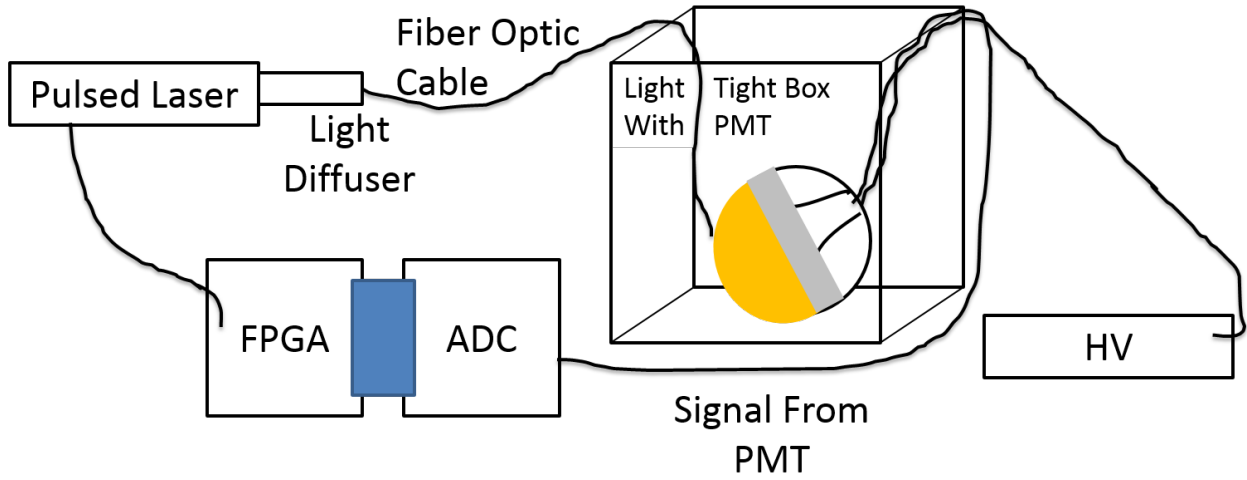 Pulsed Laser
Light
Diffuser
Fiber Optic
Cable
Light Tight Box
With PMT
FPGA
ADC
HV
Signal From
PMT